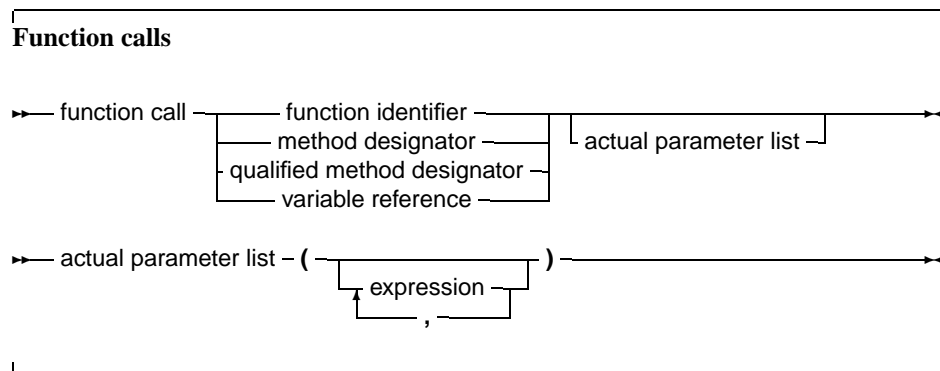 Function calls
function call function identifier
method designator actual parameter list
qualified method designator
variable reference
actual parameter list ( )
expression
,